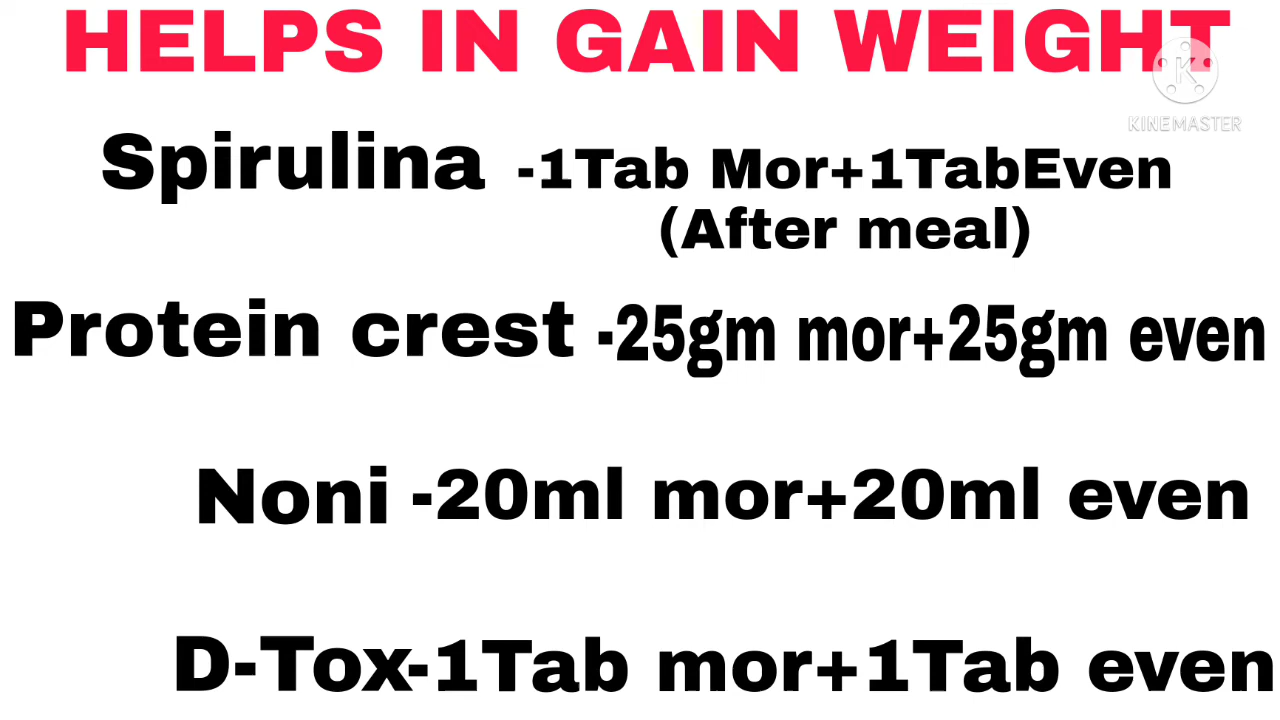 HELPS IN GAIN WEIGHT
KINEMASTER
Spirulina -1Tab Mor+1TabEven
(After meal)
Protein crest -25gm mor+25gm even
Noni -20ml mor+20ml even
D-Tox-1Tab mor+1Tab even